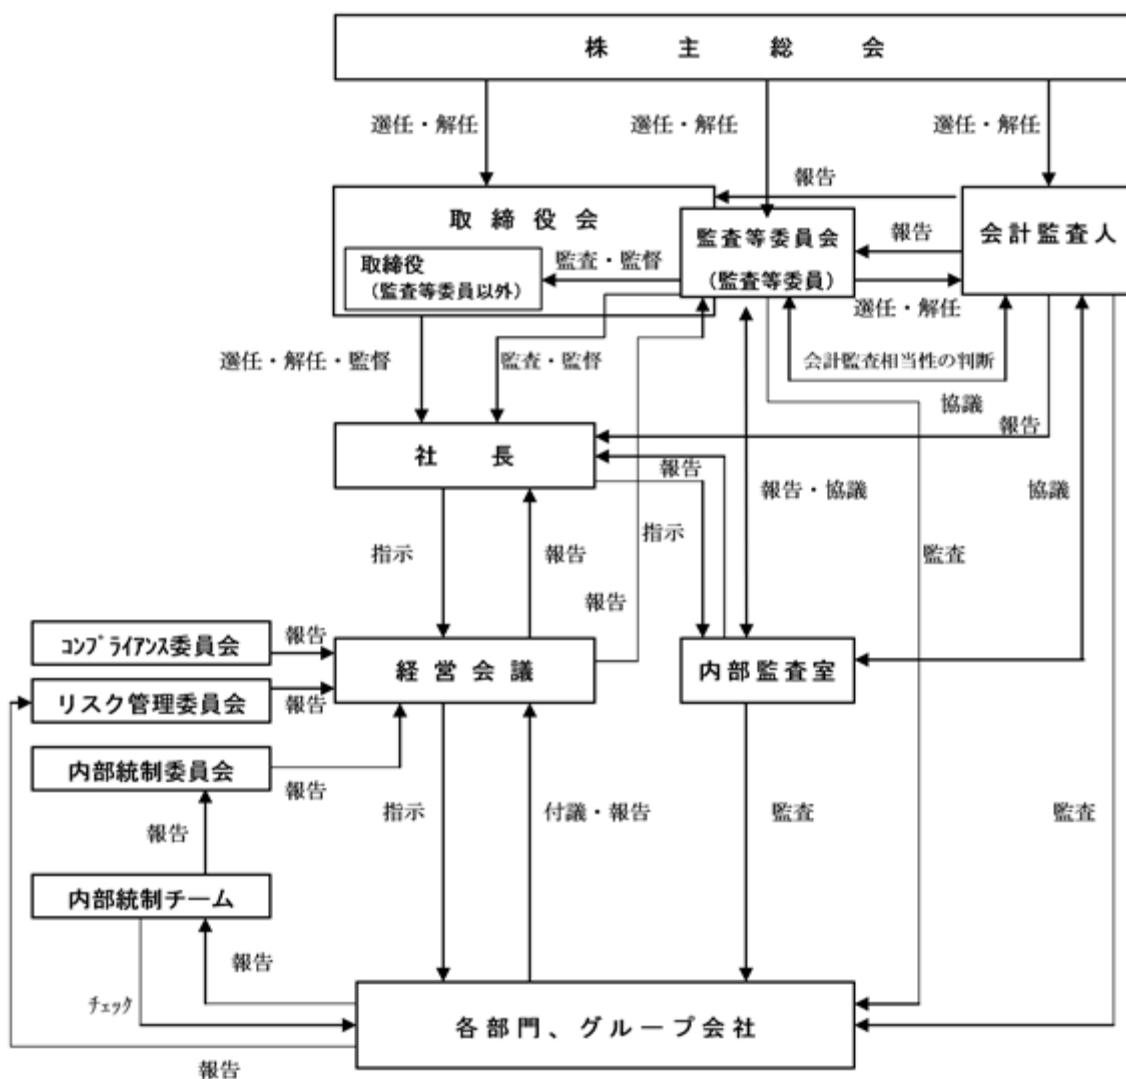 株主総会
選任・解任
選任・解任
選任・解任
報告
取締役会
監査等委員会
(監査等委員)
会計監査人
報告
監査・監督
取締役
(監査等委員以外)
選任・解任
選任・解任・監督
監査・監督
会計監査相当性の判断
協議
報告
社長
報告
報告・協議
協議
指示
報告
指示
監査
報告
コンプライアンス委員会
報告
経営会議
内部監査室
リスク管理委員会
報告
内部統制委員会
報告
指示
付議・報告
監査
監査
報告
内部統制チーム
報告
チェック
各部門、グループ会社
報告